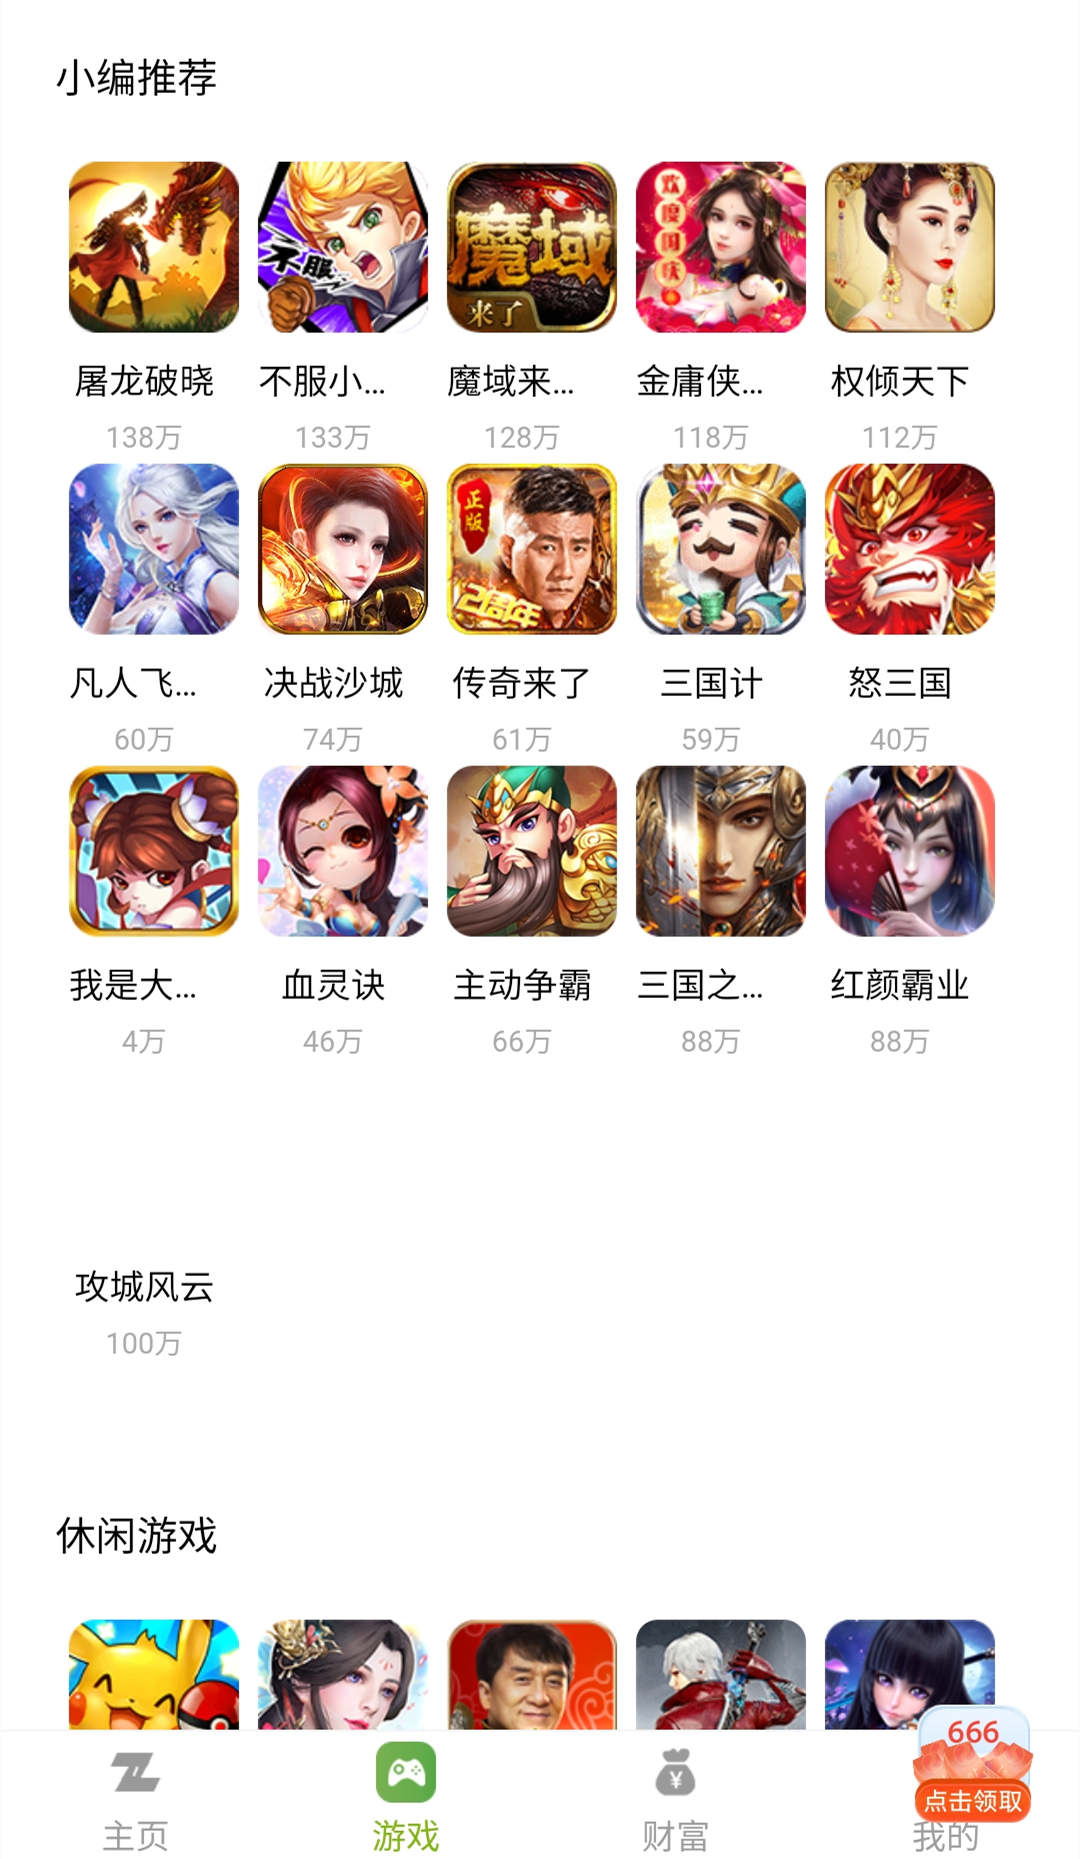 小编推荐
不服
魔域
来了
欢度国庆
屠龙破晓
不服小...
魔域来...
金庸侠...
权倾天下
138万
133万
128万
118万
112万
正版
2周年
凡人飞...
决战沙城
传奇来了
三国计
怒三国
60万
74万
61万
59万
40万
我是大...
血灵诀
主动争霸
三国之...
红颜霸业
4万
46万
66万
88万
88万
攻城风云
100万
休闲游戏
666
点击领取
主页
游戏
财富
我的